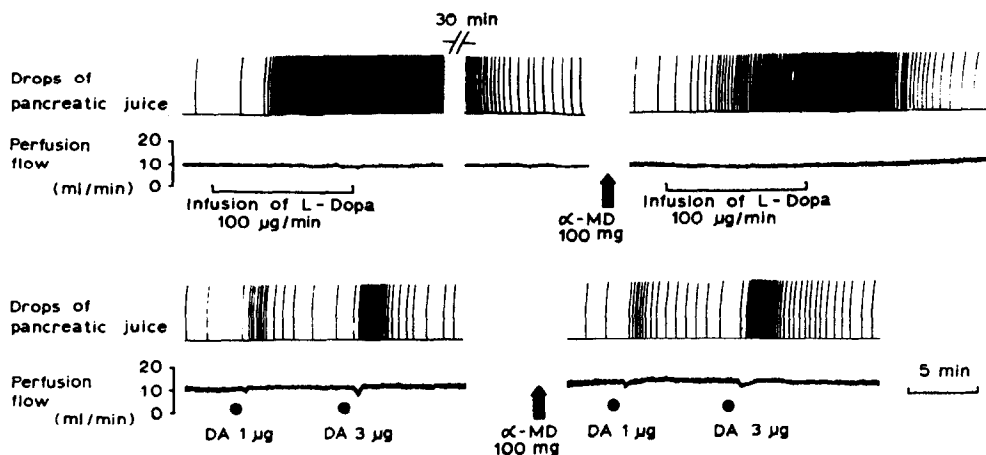 30 min
Drops of
pancreatic juice
Perfusion
flow
(ml/min)
20
10
0
Infusion of L-Dopa
100 µg/min
α-MD
100 mg
Infusion of L-Dopa
100 µg/min
Drops of
pancreatic juice
Perfusion
flow
(ml/min)
20
10
0
DA 1 µg
DA 3 µg
α-MD
100 mg
DA 1 µg
DA 3 µg
5 min